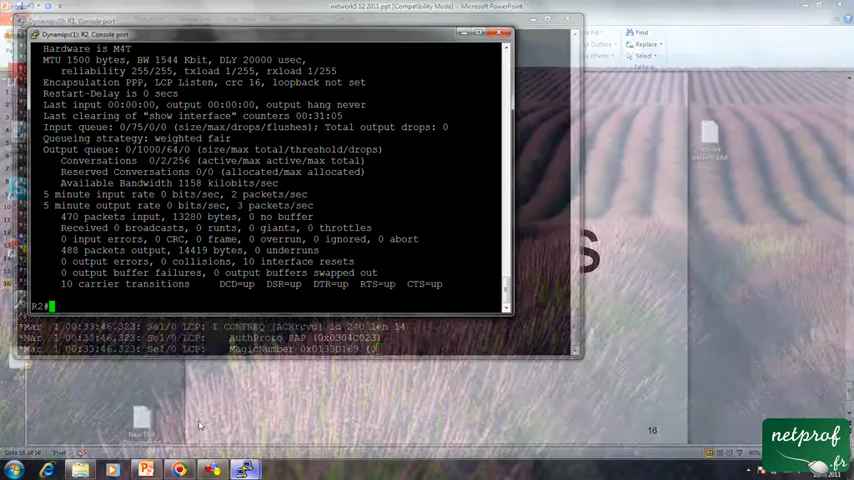 network5 12 2011.ppt [Compatibility Mode] - Microsoft PowerPoint
Dynamips(0): R1, Console port
Dynamips(1): R2, Console port
Find
Replace
Select
Editing
Hardware is M4T
MTU 1500 bytes, BW 1544 Kbit, DLY 20000 usec,
reliability 255/255, txload 1/255, rxload 1/255
Encapsulation PPP, LCP Listen, crc 16, loopback not set
Restart-Delay is 0 secs
Last input 00:00:00, output 00:00:00, output hang never
Last clearing of "show interface" counters 00:31:05
Input queue: 0/75/0/0 (size/max/drops/flushes); Total output drops: 0
Queueing strategy: weighted fair
Output queue: 0/1000/64/0 (size/max total/threshold/drops)
Conversations 0/2/256 (active/max active/max total)
Reserved Conversations 0/0 (allocated/max allocated)
Available Bandwidth 1158 kilobits/sec
5 minute input rate 0 bits/sec, 2 packets/sec
5 minute output rate 0 bits/sec, 3 packets/sec
470 packets input, 13280 bytes, 0 no buffer
Received 0 broadcasts, 0 runts, 0 giants, 0 throttles
0 input errors, 0 CRC, 0 frame, 0 overrun, 0 ignored, 0 abort
488 packets output, 14419 bytes, 0 underruns
0 output errors, 0 collisions, 10 interface resets
0 output buffer failures, 0 output buffers swapped out
10 carrier transitions DCD=up DSR=up DTR=up RTS=up CTS=up
R2#
*Mar 1 00:33:46.323: Se1/0 LCP: I CONFREQ [ACKrcvd] id 240 len 14
*Mar 1 00:33:46.323: Se1/0 LCP: AuthProto PAP (0x0304C023)
*Mar 1 00:33:46.323: Se1/0 LCP: MagicNumber 0x0133D169 (0
S
16
New Text
netprof
.fr